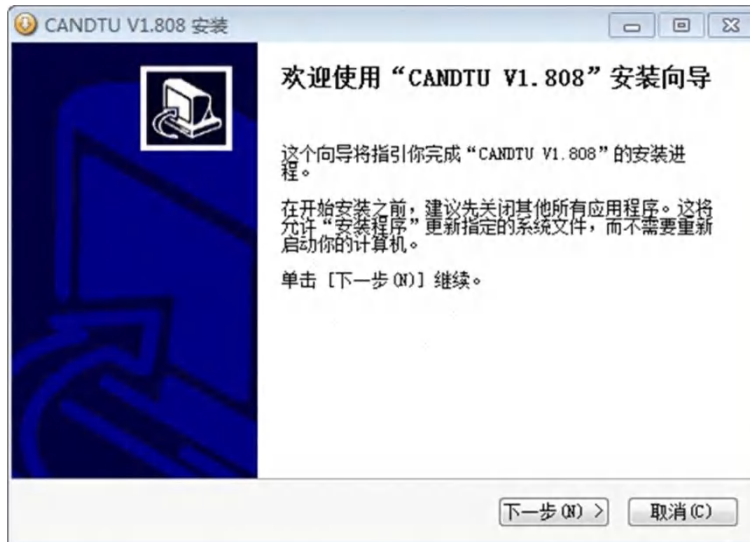 CANDTU V1.808 安装
欢迎使用“CANDTU V1.808”安装向导
这个向导将指引你完成“CANDTU V1.808”的安装进
程。
在开始安装之前，建议先关闭其他所有应用程序。这将
允许“安装程序”更新指定的系统文件，而不需要重新
启动你的计算机。
单击 [下一步(N)] 继续。
下一步(N) >
取消(C)